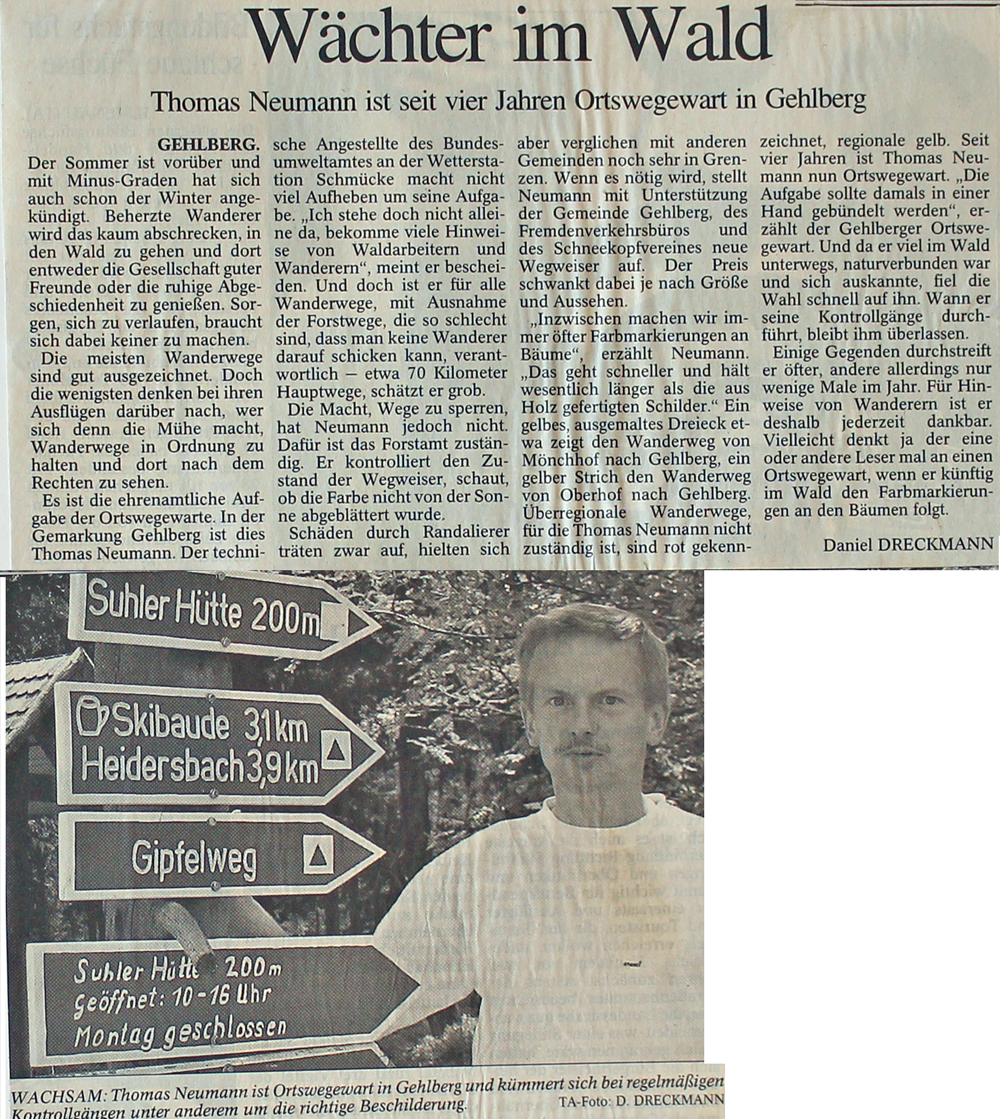 Wächter im Wald
Thomas Neumann ist seit vier Jahren Ortswegewart in Gehlberg
GEHLBERG.
Der Sommer ist vorüber und
mit Minus-Graden hat sich
auch schon der Winter ange-
kündigt. Beherzte Wanderer
wird das kaum abschrecken, in
den Wald zu gehen und dort
entweder die Gesellschaft guter
Freunde oder die ruhige Abge-
schiedenheit zu genießen. Sor-
gen, sich zu verlaufen, braucht
sich dabei keiner zu machen.
Die meisten Wanderwege
sind gut ausgezeichnet. Doch
die wenigsten denken bei ihren
Ausflügen darüber nach, wer
sich denn die Mühe macht,
Wanderwege in Ordnung zu
halten und dort nach dem
Rechten zu sehen.
Es ist die ehrenamtliche Auf-
gabe der Ortswegewarte. In der
Gemarkung Gehlberg ist dies
Thomas Neumann. Der techni-
sche Angestellte des Bundes-
umweltamtes an der Wettersta-
tion Schmücke macht nicht
viel Aufheben um seine Aufga-
be. „Ich stehe doch nicht allei-
ne da, bekomme viele Hinwei-
se von Waldarbeitern und
Wanderern“, meint er beschei-
den. Und doch ist er für alle
Wanderwege, mit Ausnahme
der Forstwege, die so schlecht
sind, dass man keine Wanderer
darauf schicken kann, verant-
wortlich — etwa 70 Kilometer
Hauptwege, schätzt er grob.
Die Macht, Wege zu sperren,
hat Neumann jedoch nicht.
Dafür ist das Forstamt zustän-
dig. Er kontrolliert den Zu-
stand der Wegweiser, schaut,
ob die Farbe nicht von der Son-
ne abgeblättert wurde.
Schäden durch Randalierer
träten zwar auf, hielten sich
aber verglichen mit anderen
Gemeinden noch sehr in Gren-
zen. Wenn es nötig wird, stellt
Neumann mit Unterstützung
der Gemeinde Gehlberg, des
Fremdenverkehrsbüros und
des Schneekopfvereines neue
Wegweiser auf. Der Preis
schwankt dabei je nach Größe
und Aussehen.
„Inzwischen machen wir im-
mer öfter Farbmarkierungen an
Bäume“, erzählt Neumann.
„Das geht schneller und hält
wesentlich länger als die aus
Holz gefertigten Schilder.“ Ein
gelbes, ausgemaltes Dreieck et-
wa zeigt den Wanderweg von
Mönchhof nach Gehlberg, ein
gelber Strich den Wanderweg
von Oberhof nach Gehlberg.
Überregionale Wanderwege,
für die Thomas Neumann nicht
zuständig ist, sind rot gekenn-
zeichnet, regionale gelb. Seit
vier Jahren ist Thomas Neu-
mann nun Ortswegewart. „Die
Aufgabe sollte damals in einer
Hand gebündelt werden“, er-
zählt der Gehlberger Ortswe-
gewart. Und da er viel im Wald
unterwegs, naturverbunden war
und sich auskannte, fiel die
Wahl schnell auf ihn. Wann er
seine Kontrollgänge durch-
führt, bleibt ihm überlassen.
Einige Gegenden durchstreift
er öfter, andere allerdings nur
wenige Male im Jahr. Für Hin-
weise von Wanderern ist er
deshalb jederzeit dankbar.
Vielleicht denkt ja der eine
oder andere Leser mal an einen
Ortswegewart, wenn er künftig
im Wald den Farbmarkierun-
gen an den Bäumen folgt.
Daniel DRECKMANN
Suhler Hütte 200m
Skibaude 3,1km
Heidersbach 3,9km
Gipfelweg
Suhler Hütte 200m
Geöffnet: 10-16 Uhr
Montag geschlossen
WACHSAM: Thomas Neumann ist Ortswegewart in Gehlberg und kümmert sich bei regelmäßigen
Kontrollgängen unter anderem um die richtige Beschilderung. TA-Foto: D. DRECKMANN